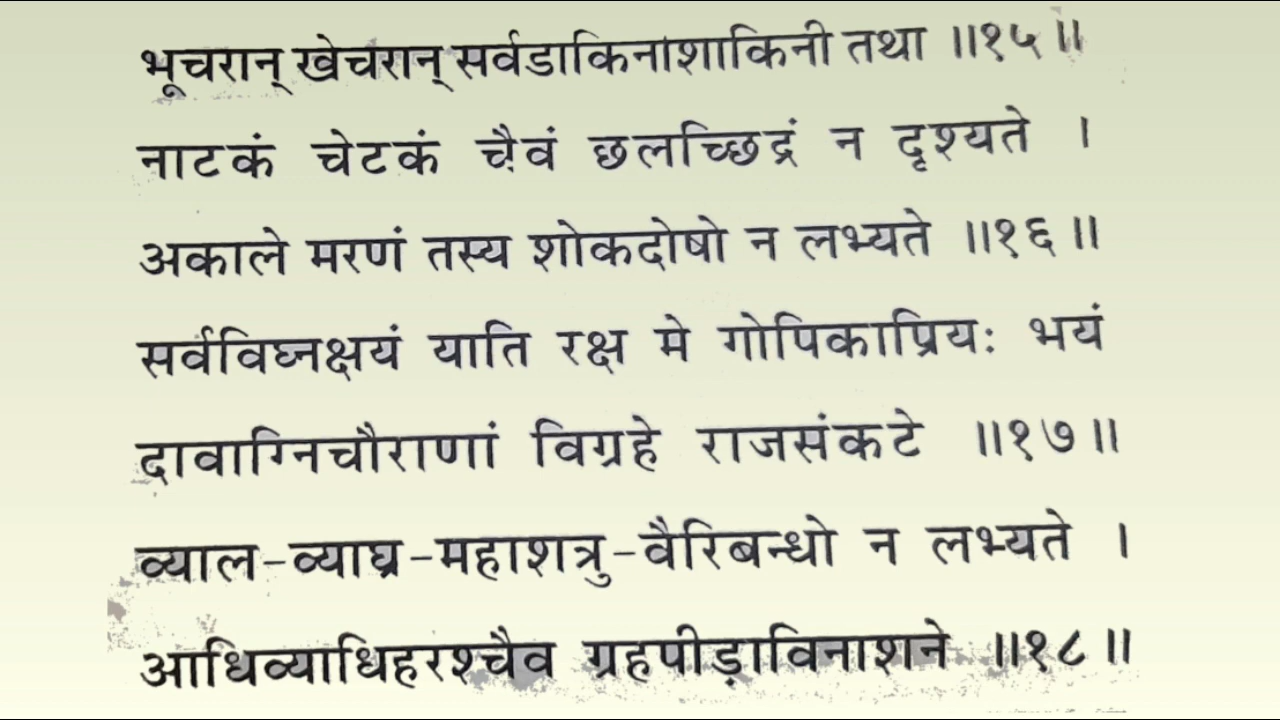 भूचरान् खेचरान् सर्वडाकिनाशाकिनी तथा ॥१५॥
नाटकं चेटकं चैवं छलच्छिद्रं न दृश्यते ।
अकाले मरणं तस्य शोकदोषो न लभ्यते ॥१६॥
सर्वविघ्नक्षयं याति रक्ष मे गोपिकाप्रियः भयं
दावाग्निचौराणां विग्रहे राजसंकटे ॥१७॥
व्याल-व्याघ्र-महाशत्रु-वैरिबन्धो न लभ्यते ।
आधिव्याधिहरश्चैव ग्रहपीड़ाविनाशने ॥१८॥